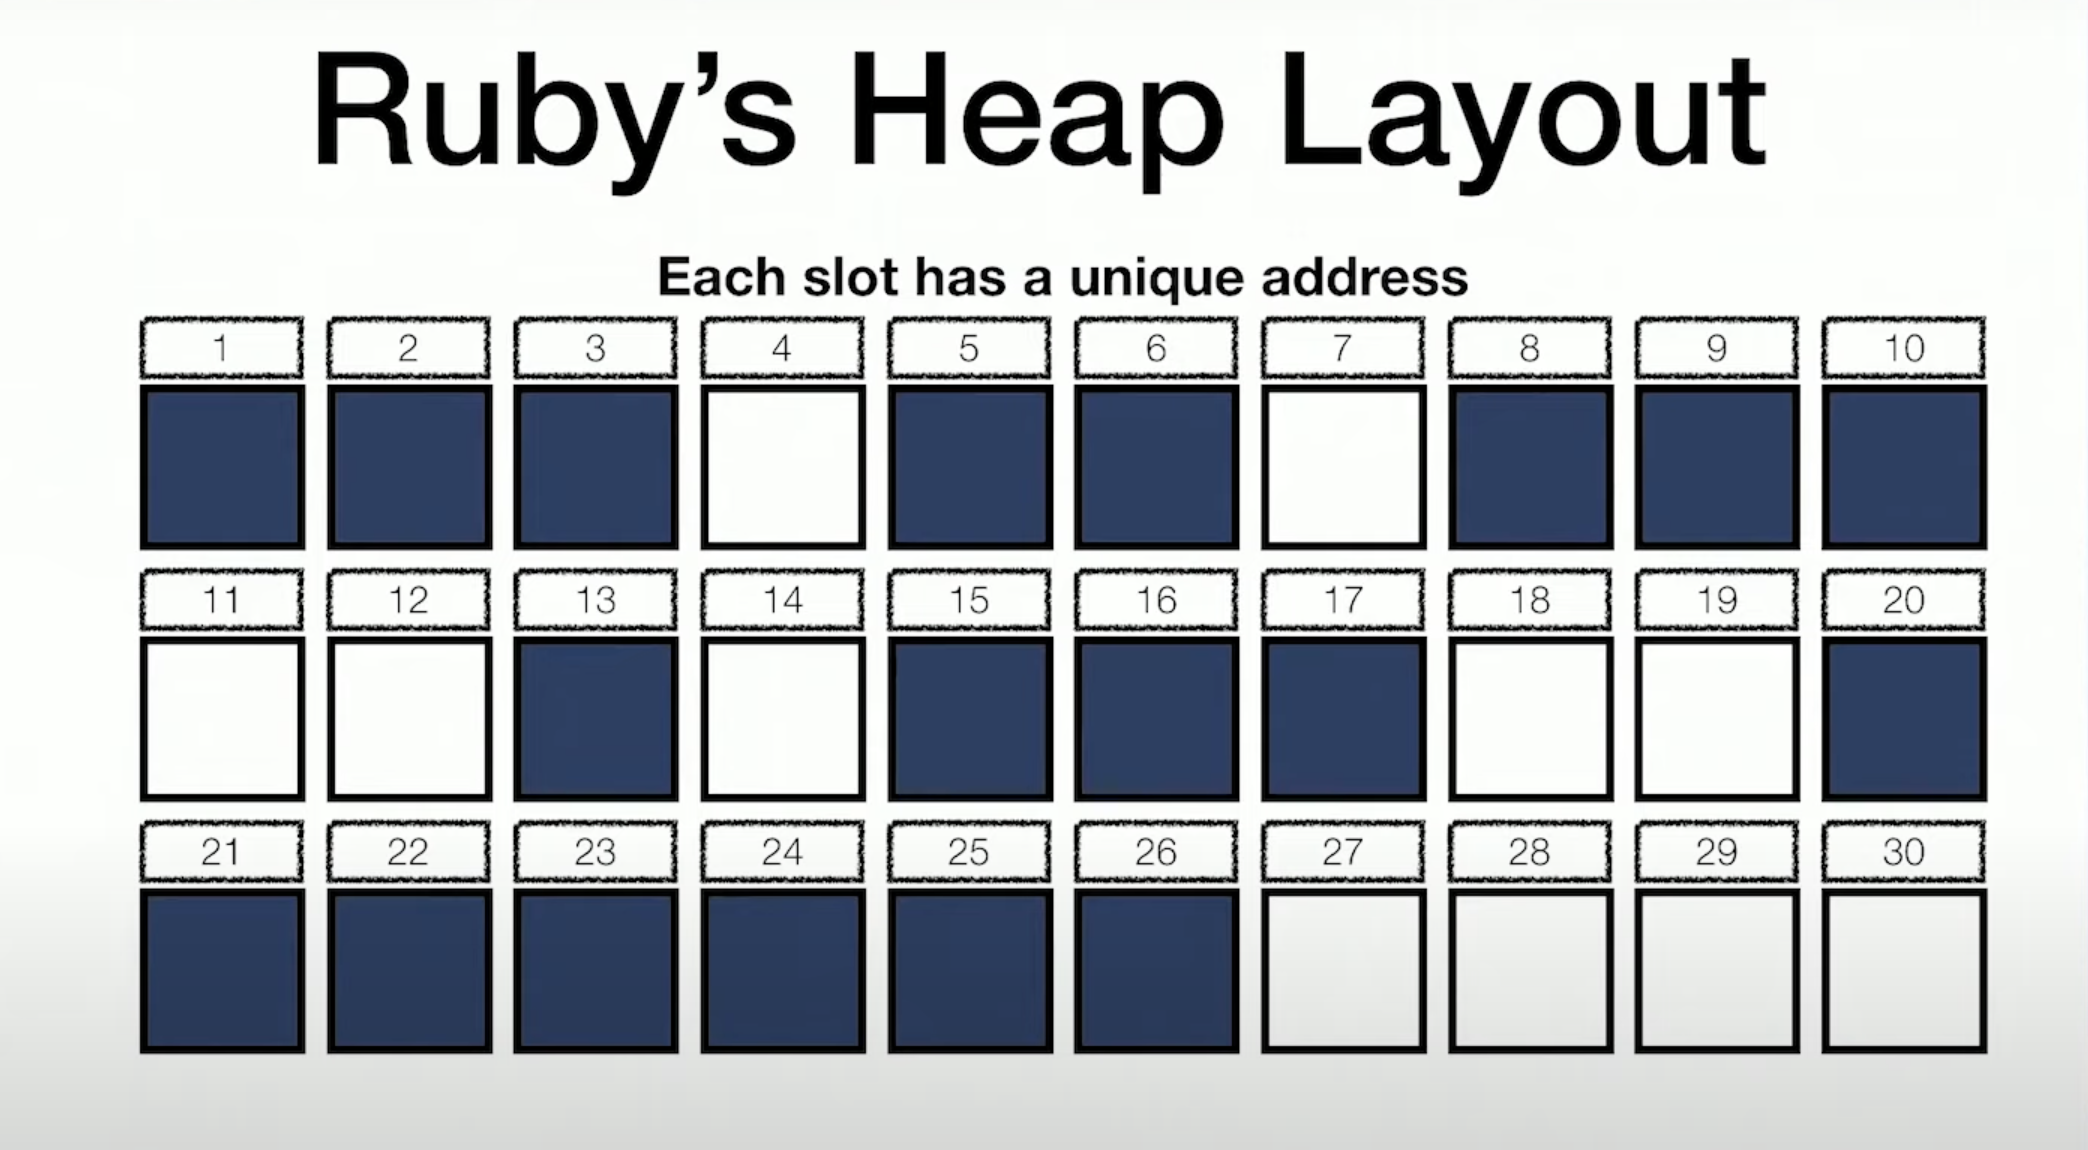 Ruby’s Heap Layout
Each slot has a unique address
1 2 3 4 5 6 7 8 9 10
11 12 13 14 15 16 17 18 19 20
21 22 23 24 25 26 27 28 29 30